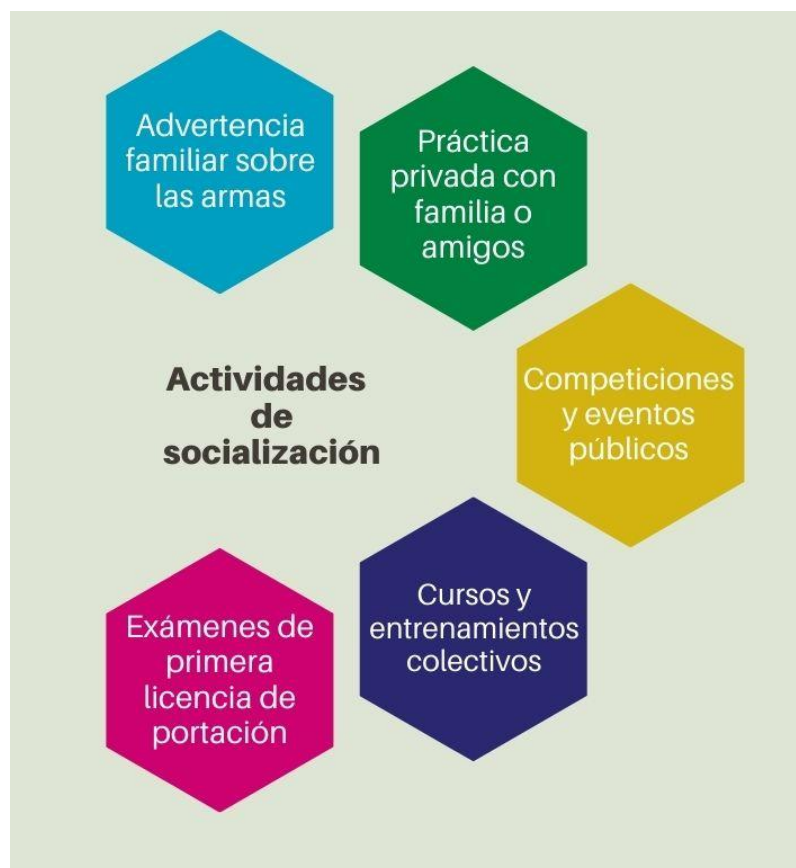 Advertencia
familiar sobre
las armas
Práctica
privada con
familia o
amigos
Competiciones
y eventos
públicos
Actividades
de
socialización
Cursos y
entrenamientos
colectivos
Exámenes de
primera
licencia de
portación